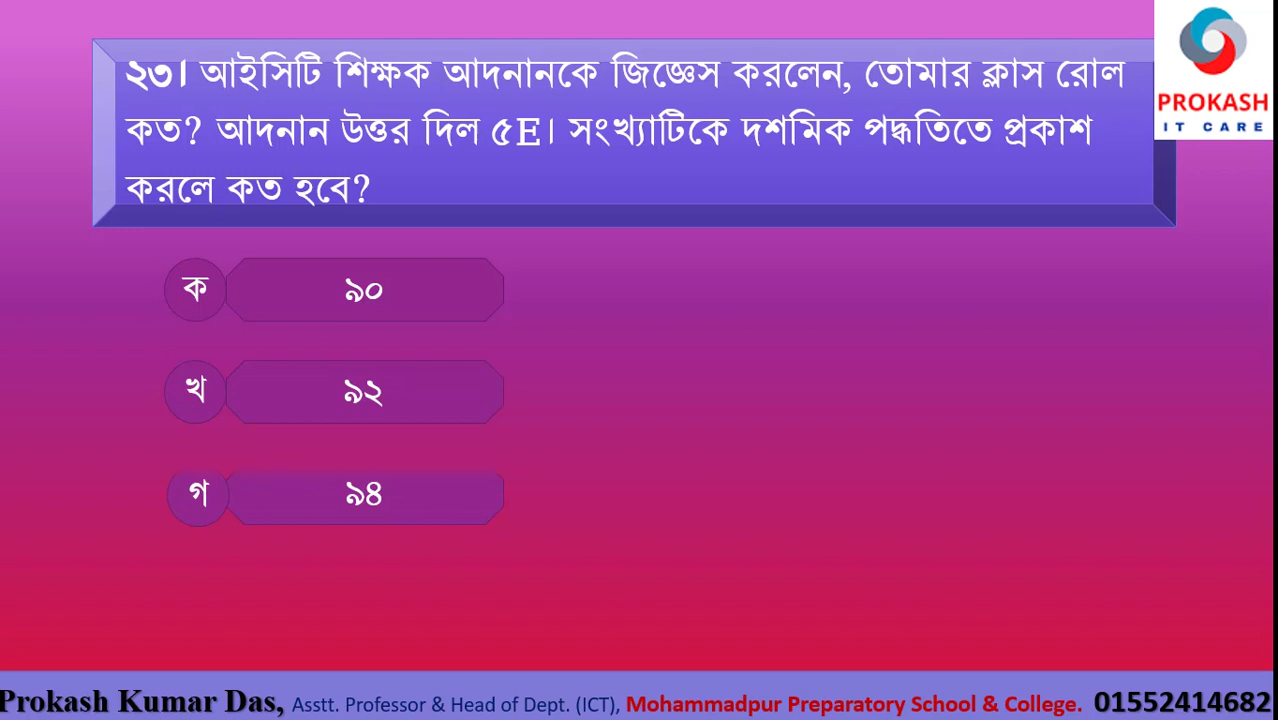 ২৩। আইসিটি শিক্ষক আদনানকে জিজ্ঞেস করলেন, তোমার ক্লাস রোল
কত? আদনান উত্তর দিল ৫E। সংখ্যাটিকে দশমিক পদ্ধতিতে প্রকাশ
করলে কত হবে?
PROKASH
IT CARE
ক ৯০
খ ৯২
গ ৯৪
Prokash Kumar Das, Asstt. Professor & Head of Dept. (ICT), Mohammadpur Preparatory School & College. 01552414682